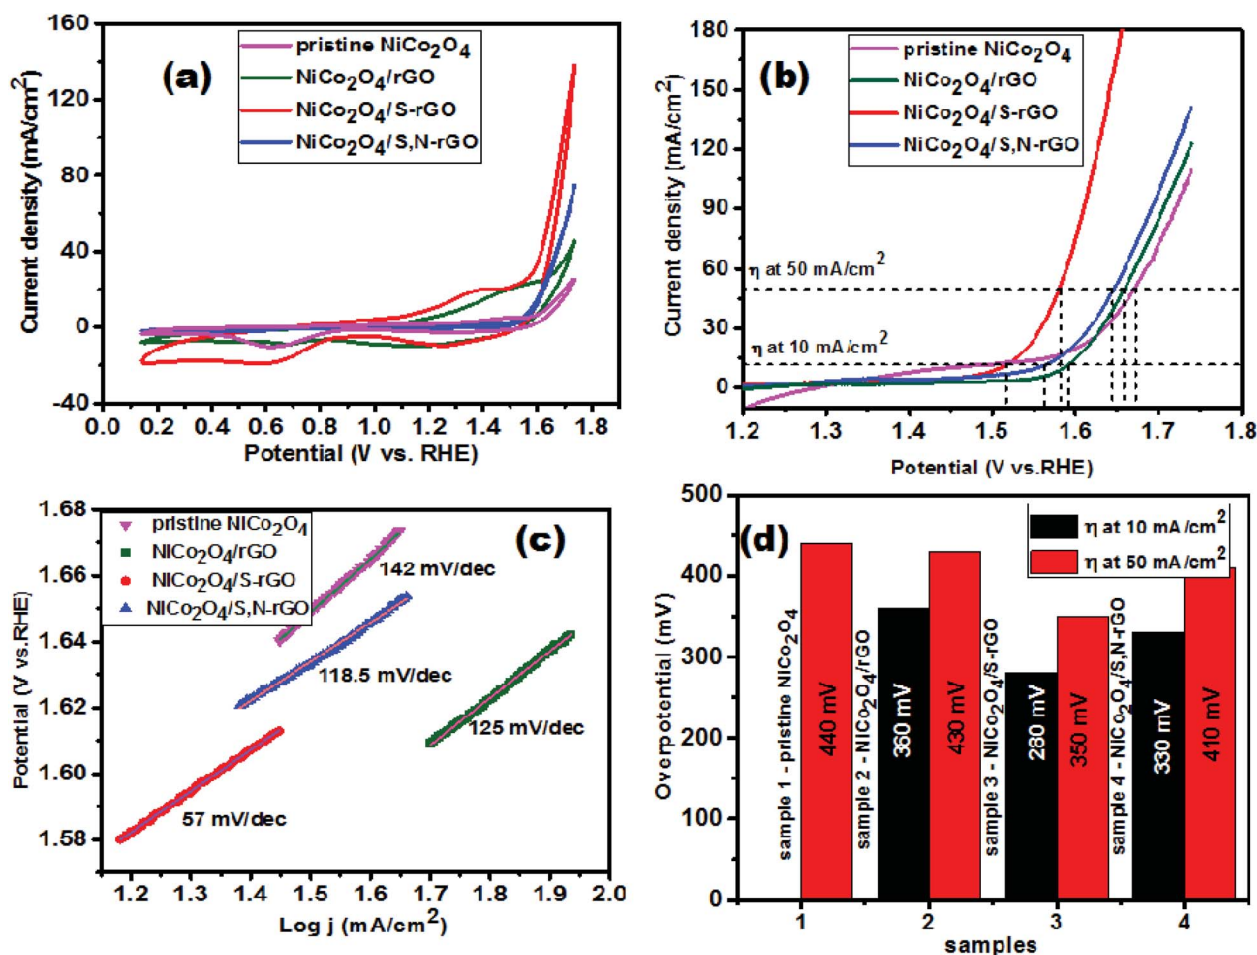 (a)
pristine NiCo₂O₄
NiCo₂O₄/rGO
NiCo₂O₄/S-rGO
NiCo₂O₄/S,N-rGO
Current density (mA/cm²)
160
120
80
40
0
-40
0.0 0.2 0.4 0.6 0.8 1.0 1.2 1.4 1.6 1.8
Potential (V vs. RHE)
(b)
pristine NiCo₂O₄
NiCo₂O₄/rGO
NiCo₂O₄/S-rGO
NiCo₂O₄/S,N-rGO
Current density (mA/cm²)
180
150
120
90
60
30
0
η at 50 mA/cm²
η at 10 mA/cm²
1.2 1.3 1.4 1.5 1.6 1.7 1.8
Potential (V vs.RHE)
(c)
pristine NiCo₂O₄
NiCo₂O₄/rGO
NiCo₂O₄/S-rGO
NiCo₂O₄/S,N-rGO
Potential (V vs.RHE)
1.68
1.66
1.64
1.62
1.60
1.58
142 mV/dec
118.5 mV/dec
125 mV/dec
57 mV/dec
1.2 1.3 1.4 1.5 1.6 1.7 1.8 1.9 2.0
Log j (mA/cm²)
(d)
η at 10 mA/cm²
η at 50 mA/cm²
Overpotential (mV)
500
400
300
200
100
0
sample 1 - pristine NiCo₂O₄
440 mV
sample 2 - NiCo₂O₄/rGO
360 mV
430 mV
sample 3 - NiCo₂O₄/S-rGO
280 mV
350 mV
sample 4 - NiCo₂O₄/S,N-rGO
330 mV
410 mV
1 2 3 4
samples